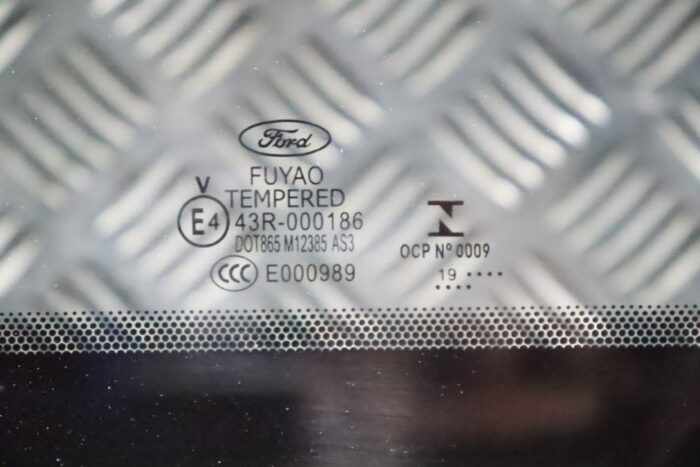 Ford
FUYAO
TEMPERED
V
E4 43R-000186
DOT865 M12385 AS3
CCC E000989
OCP Nº 0009
19 ....
....